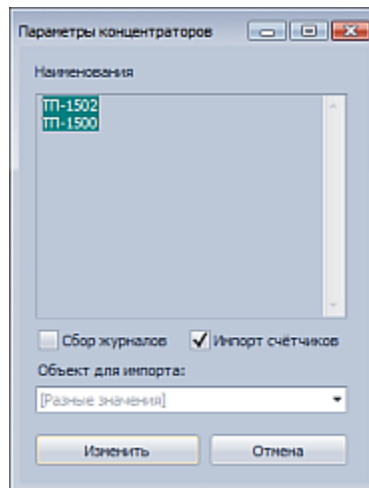 Параметры концентраторов
Наименования
ТП-1502
ТП-1500
Сбор журналов
Импорт счётчиков
Объект для импорта:
[Разные значения]
Изменить
Отмена